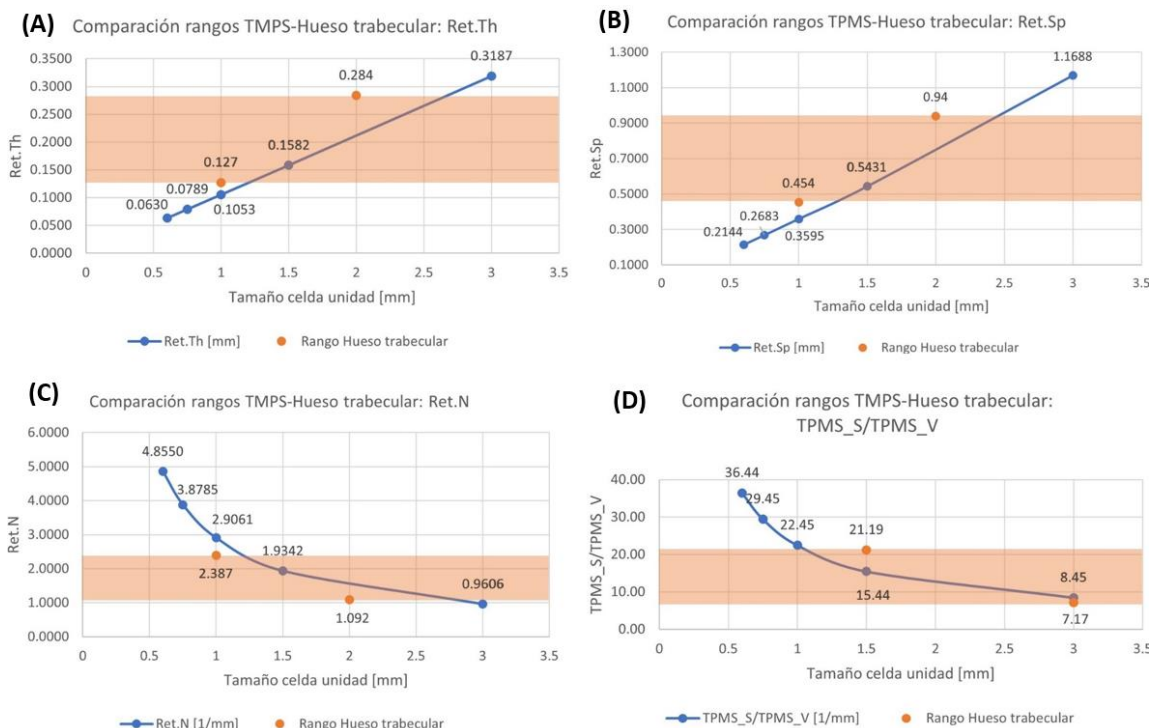 (A)
Comparación rangos TMPS-Hueso trabecular: Ret.Th
0.3500
0.3000
0.2500
0.2000
0.1500
0.1000
0.0500
0.0000
Ret.Th
0.0630
0.0789
0.1053
0.127
0.1582
0.284
0.3187
0 0.5 1 1.5 2 2.5 3 3.5
Tamaño celda unidad [mm]
Ret.Th [mm] Rango Hueso trabecular
(B)
Comparación rangos TPMS-Hueso trabecular: Ret.Sp
1.3000
1.1000
0.9000
0.7000
0.5000
0.3000
0.1000
Ret.Sp
0.2144
0.2683
0.3595
0.454
0.5431
0.94
1.1688
0 0.5 1 1.5 2 2.5 3 3.5
Tamaño celda unidad [mm]
Ret.Sp [mm] Rango Hueso trabecular
(C)
Comparación rangos TMPS-Hueso trabecular: Ret.N
6.0000
5.0000
4.0000
3.0000
2.0000
1.0000
0.0000
Ret.N
4.8550
3.8785
2.9061
2.387
1.9342
1.092
0.9606
0 0.5 1 1.5 2 2.5 3 3.5
Tamaño celda unidad [mm]
Ret.N [1/mm] Rango Hueso trabecular
(D)
Comparación rangos TMPS-Hueso trabecular:
TPMS_S/TPMS_V
40.00
30.00
20.00
10.00
0.00
TPMS_S/TPMS_V
36.44
29.45
22.45
21.19
15.44
8.45
7.17
0 0.5 1 1.5 2 2.5 3 3.5
Tamaño celda unidad [mm]
TPMS_S/TPMS_V [1/mm] Rango Hueso trabecular